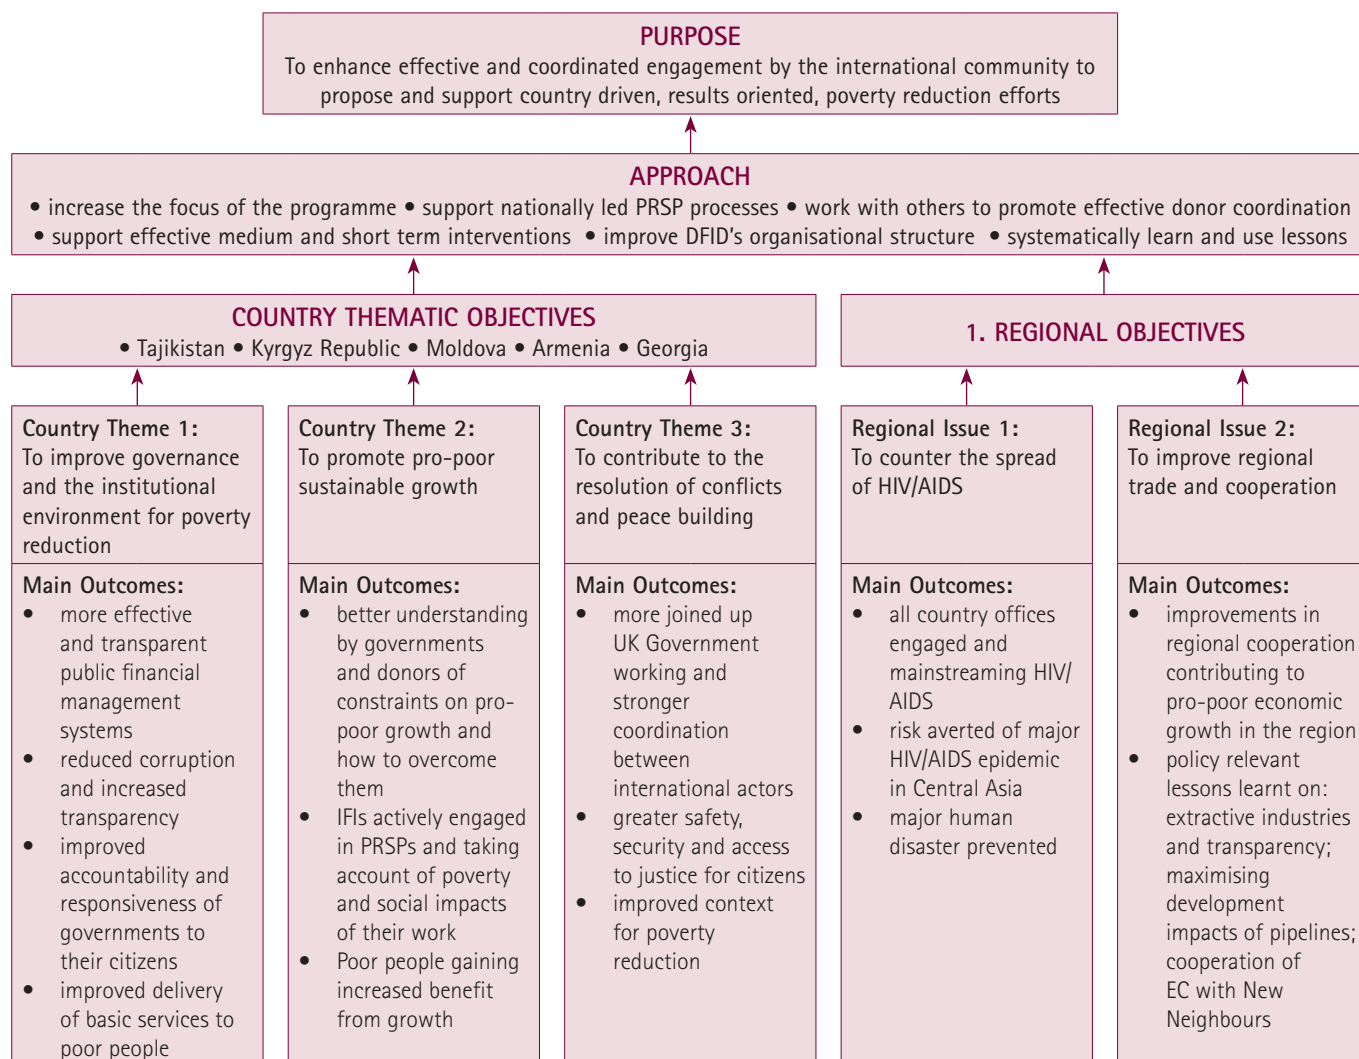 PURPOSE
To enhance effective and coordinated engagement by the international community to
propose and support country driven, results oriented, poverty reduction efforts
APPROACH
• increase the focus of the programme • support nationally led PRSP processes • work with others to promote effective donor coordination
• support effective medium and short term interventions • improve DFID's organisational structure • systematically learn and use lessons
COUNTRY THEMATIC OBJECTIVES
• Tajikistan • Kyrgyz Republic • Moldova • Armenia • Georgia
1. REGIONAL OBJECTIVES
Country Theme 1:
To improve governance
and the institutional
environment for poverty
reduction
Main Outcomes:
• more effective
and transparent
public financial
management
systems
• reduced corruption
and increased
transparency
• improved
accountability and
responsiveness of
governments to
their citizens
• improved delivery
of basic services to
poor people
Country Theme 2:
To promote pro-poor
sustainable growth
Main Outcomes:
• better understanding
by governments
and donors of
constraints on pro-
poor growth and
how to overcome
them
• IFIs actively engaged
in PRSPs and taking
account of poverty
and social impacts
of their work
• Poor people gaining
increased benefit
from growth
Country Theme 3:
To contribute to the
resolution of conflicts
and peace building
Main Outcomes:
• more joined up
UK Government
working and
stronger
coordination
between
international actors
• greater safety,
security and access
to justice for citizens
• improved context
for poverty
reduction
Regional Issue 1:
To counter the spread
of HIV/AIDS
Main Outcomes:
• all country offices
engaged and
mainstreaming HIV/
AIDS
• risk averted of major
HIV/AIDS epidemic
in Central Asia
• major human
disaster prevented
Regional Issue 2:
To improve regional
trade and cooperation
Main Outcomes:
• improvements in
regional cooperation
contributing to
pro-poor economic
growth in the region
• policy relevant
lessons learnt on:
extractive industries
and transparency;
maximising
development
impacts of pipelines;
cooperation of
EC with New
Neighbours